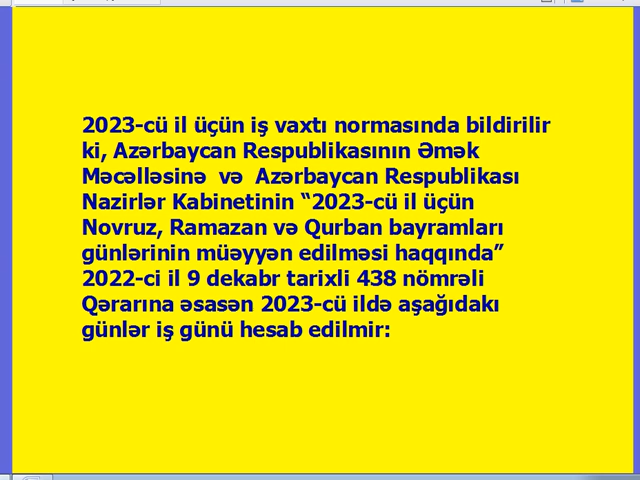 2023-cü il üçün iş vaxtı normasında bildirilir
ki, Azərbaycan Respublikasının Əmək
Məcəlləsinə və Azərbaycan Respublikası
Nazirlər Kabinetinin “2023-cü il üçün
Novruz, Ramazan və Qurban bayramları
günlərinin müəyyən edilməsi haqqında”
2022-ci il 9 dekabr tarixli 438 nömrəli
Qərarına əsasən 2023-cü ildə aşağıdakı
günlər iş günü hesab edilmir: